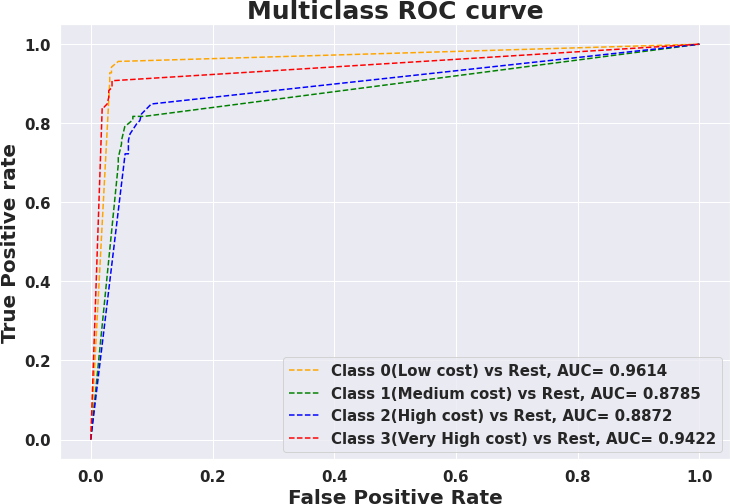 Multiclass ROC curve
True Positive rate
1.0
0.8
0.6
0.4
0.2
0.0
Class 0(Low cost) vs Rest, AUC= 0.9614
Class 1(Medium cost) vs Rest, AUC= 0.8785
Class 2(High cost) vs Rest, AUC= 0.8872
Class 3(Very High cost) vs Rest, AUC= 0.9422
0.0 0.2 0.4 0.6 0.8 1.0
False Positive Rate